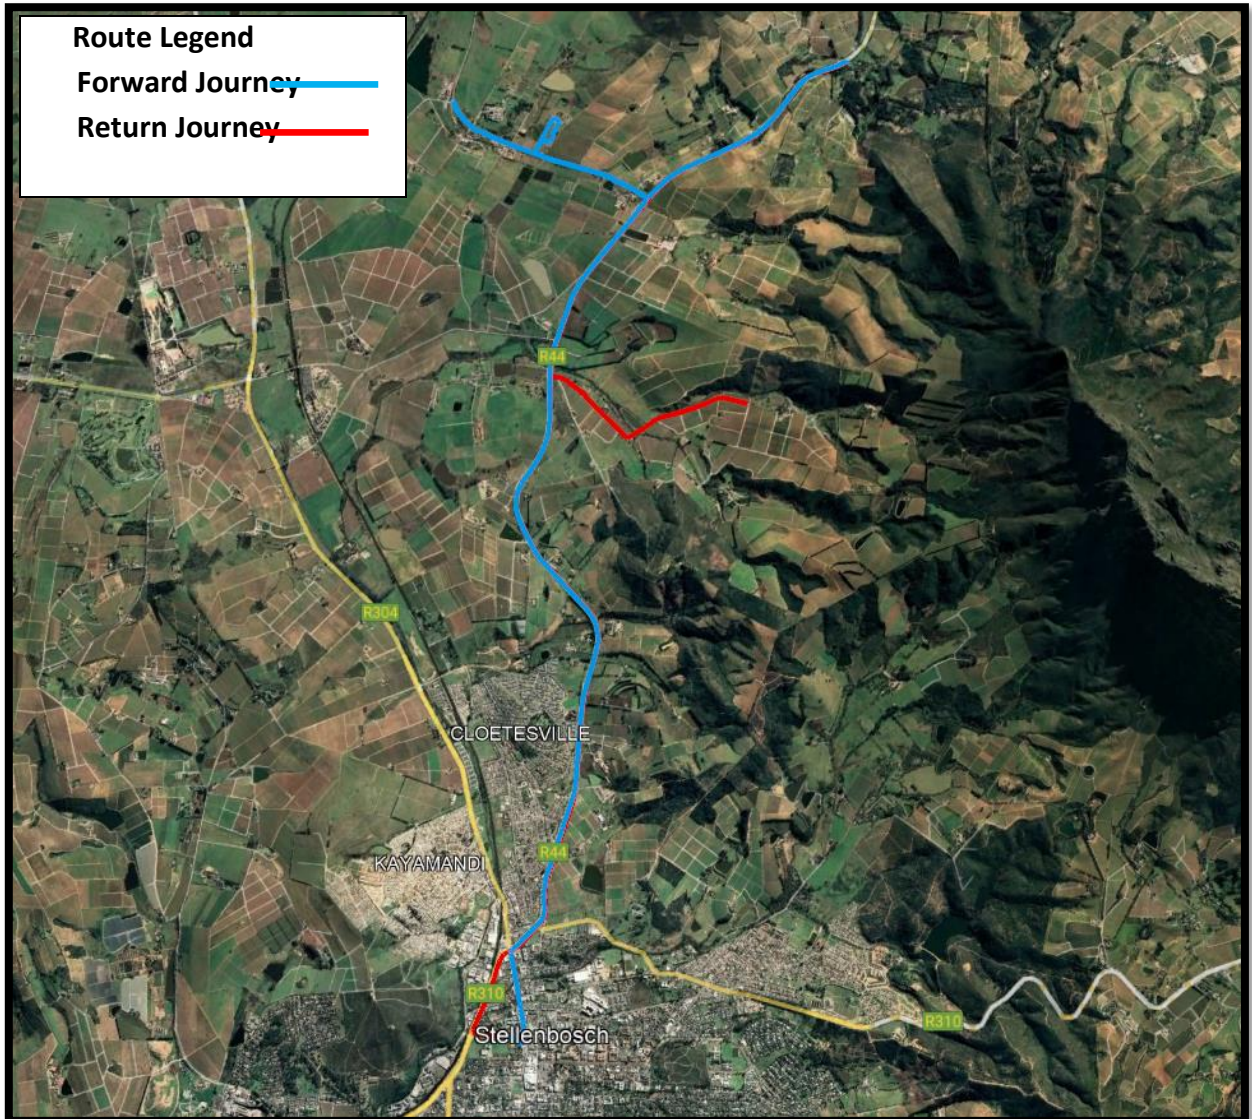 Route Legend
Forward Journey
Return Journey
R44
R304
CLOETESVILLE
R44
KAYAMANDI
R310
R310
Stellenbosch